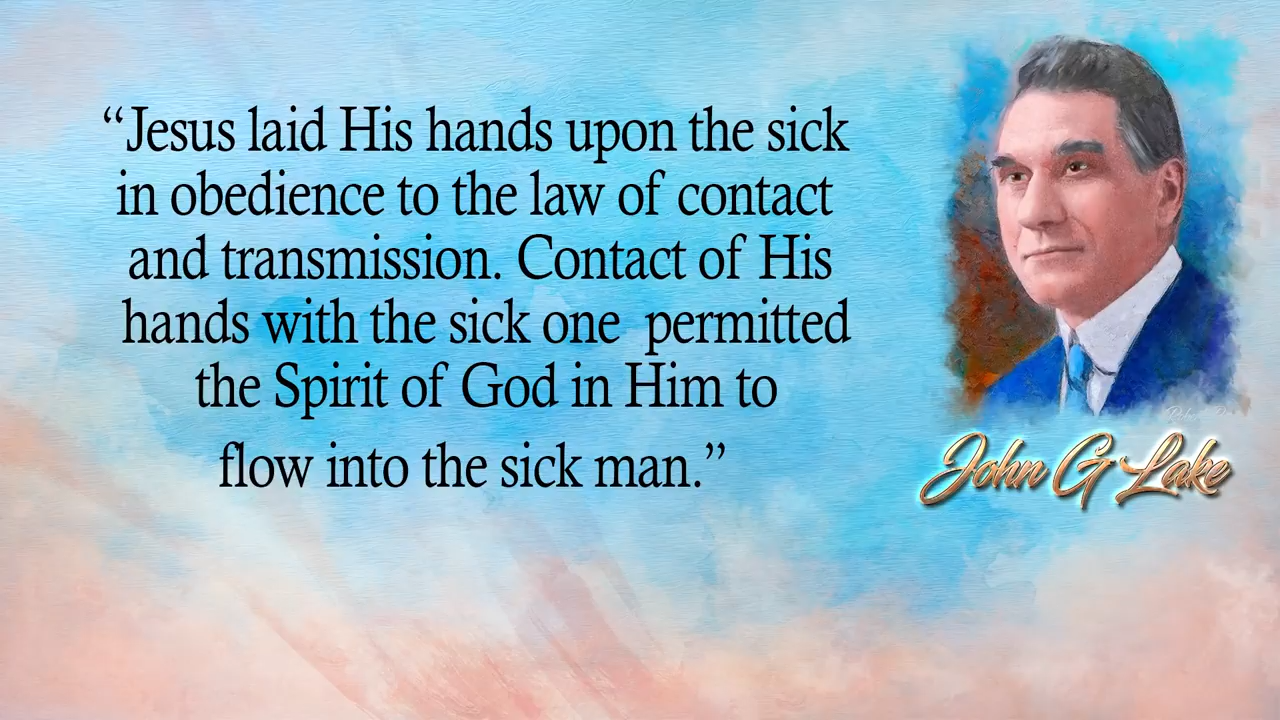 “Jesus laid His hands upon the sick
in obedience to the law of contact
and transmission. Contact of His
hands with the sick one permitted
the Spirit of God in Him to
flow into the sick man.”
John G Lake